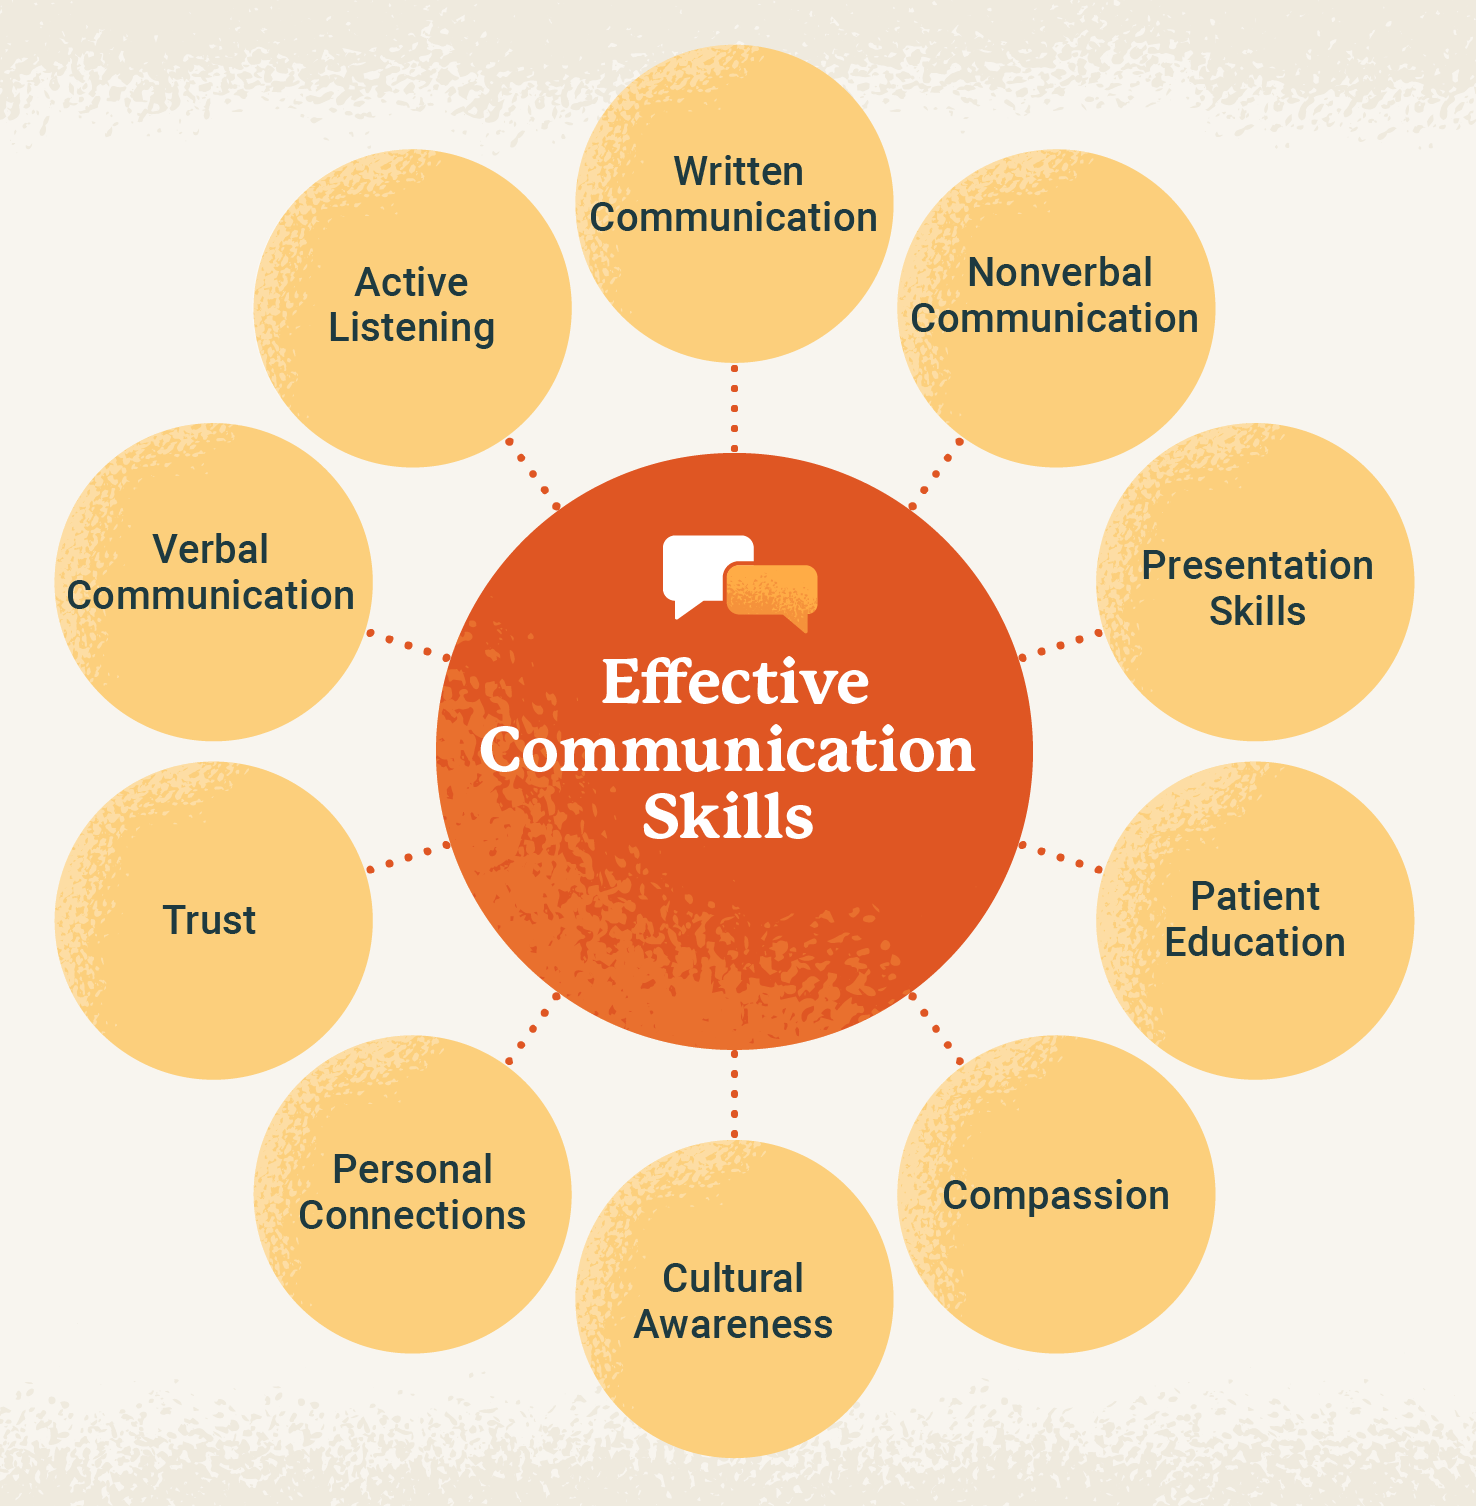 Written
Communication
Nonverbal
Communication
Presentation
Skills
Patient
Education
Compassion
Cultural
Awareness
Personal
Connections
Trust
Verbal
Communication
Active
Listening
Effective
Communication
Skills